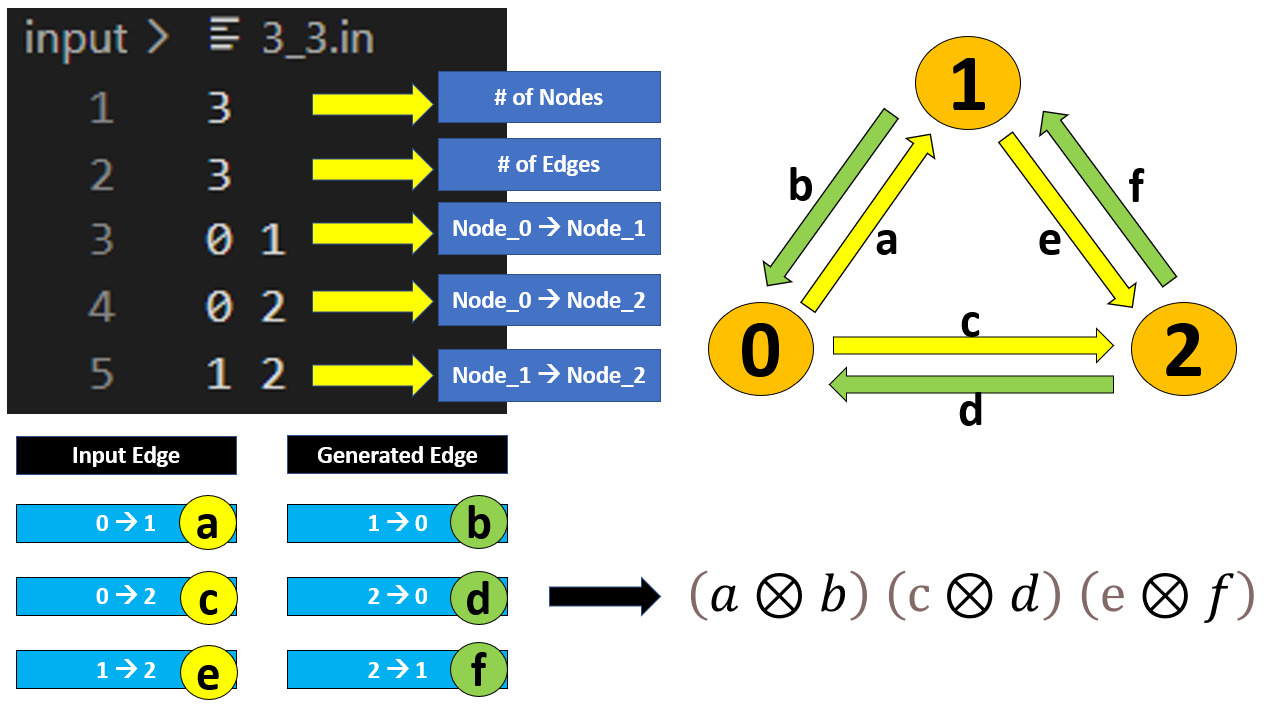 input > 3_3.in
1 3
# of Nodes
2 3
# of Edges
3 0 1
Node_0 → Node_1
4 0 2
Node_0 → Node_2
5 1 2
Node_1 → Node_2
1
b
f
a
e
0
c
2
d
Input Edge
Generated Edge
0 → 1 a
1 → 0 b
0 → 2 c
2 → 0 d
(a ⊗ b) (c ⊗ d) (e ⊗ f)
1 → 2 e
2 → 1 f